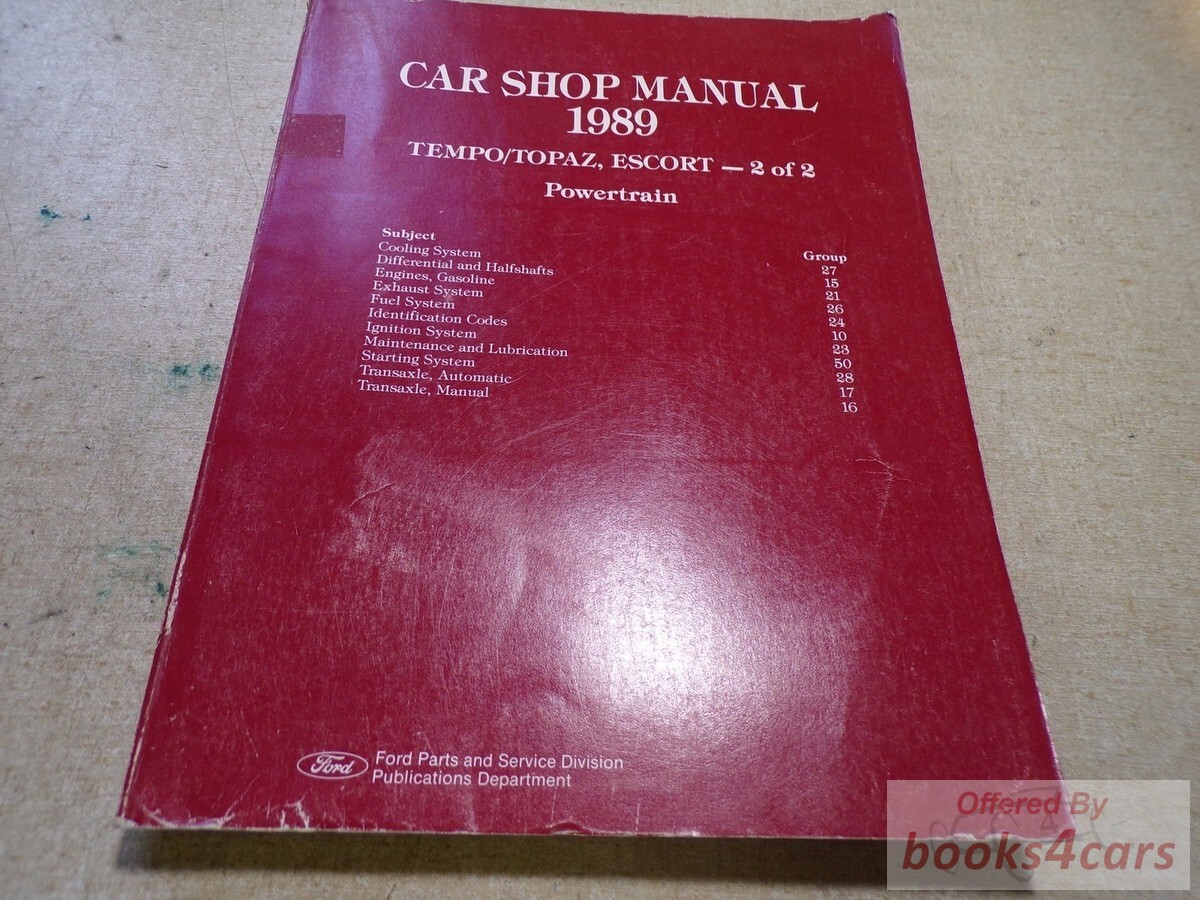 CAR SHOP MANUAL
1989
TEMPO/TOPAZ, ESCORT — 2 of 2
Powertrain
Subject Group
Cooling System 27
Differential and Halfshafts 15
Engines, Gasoline 21
Exhaust System 26
Fuel System 24
Identification Codes 10
Ignition System 23
Maintenance and Lubrication 50
Starting System 28
Transaxle, Automatic 17
Transaxle, Manual 16
Ford
Ford Parts and Service Division
Publications Department
Offered By
books4cars